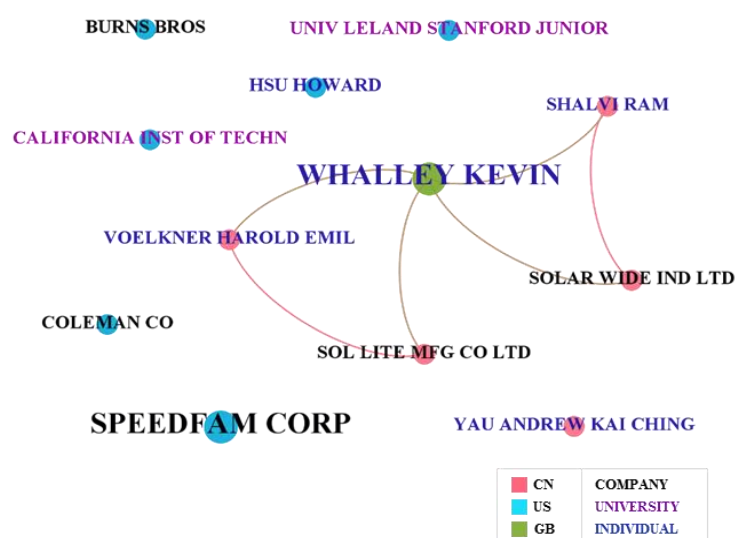 BURNS BROS
UNIV LELAND STANFORD JUNIOR
HSU HOWARD
SHALVI RAM
CALIFORNIA INST OF TECHN
WHALLEY KEVIN
VOELKNER HAROLD EMIL
SOLAR WIDE IND LTD
COLEMAN CO
SOL LITE MFG CO LTD
SPEEDFAM CORP
YAU ANDREW KAI CHING
CN COMPANY
US UNIVERSITY
GB INDIVIDUAL